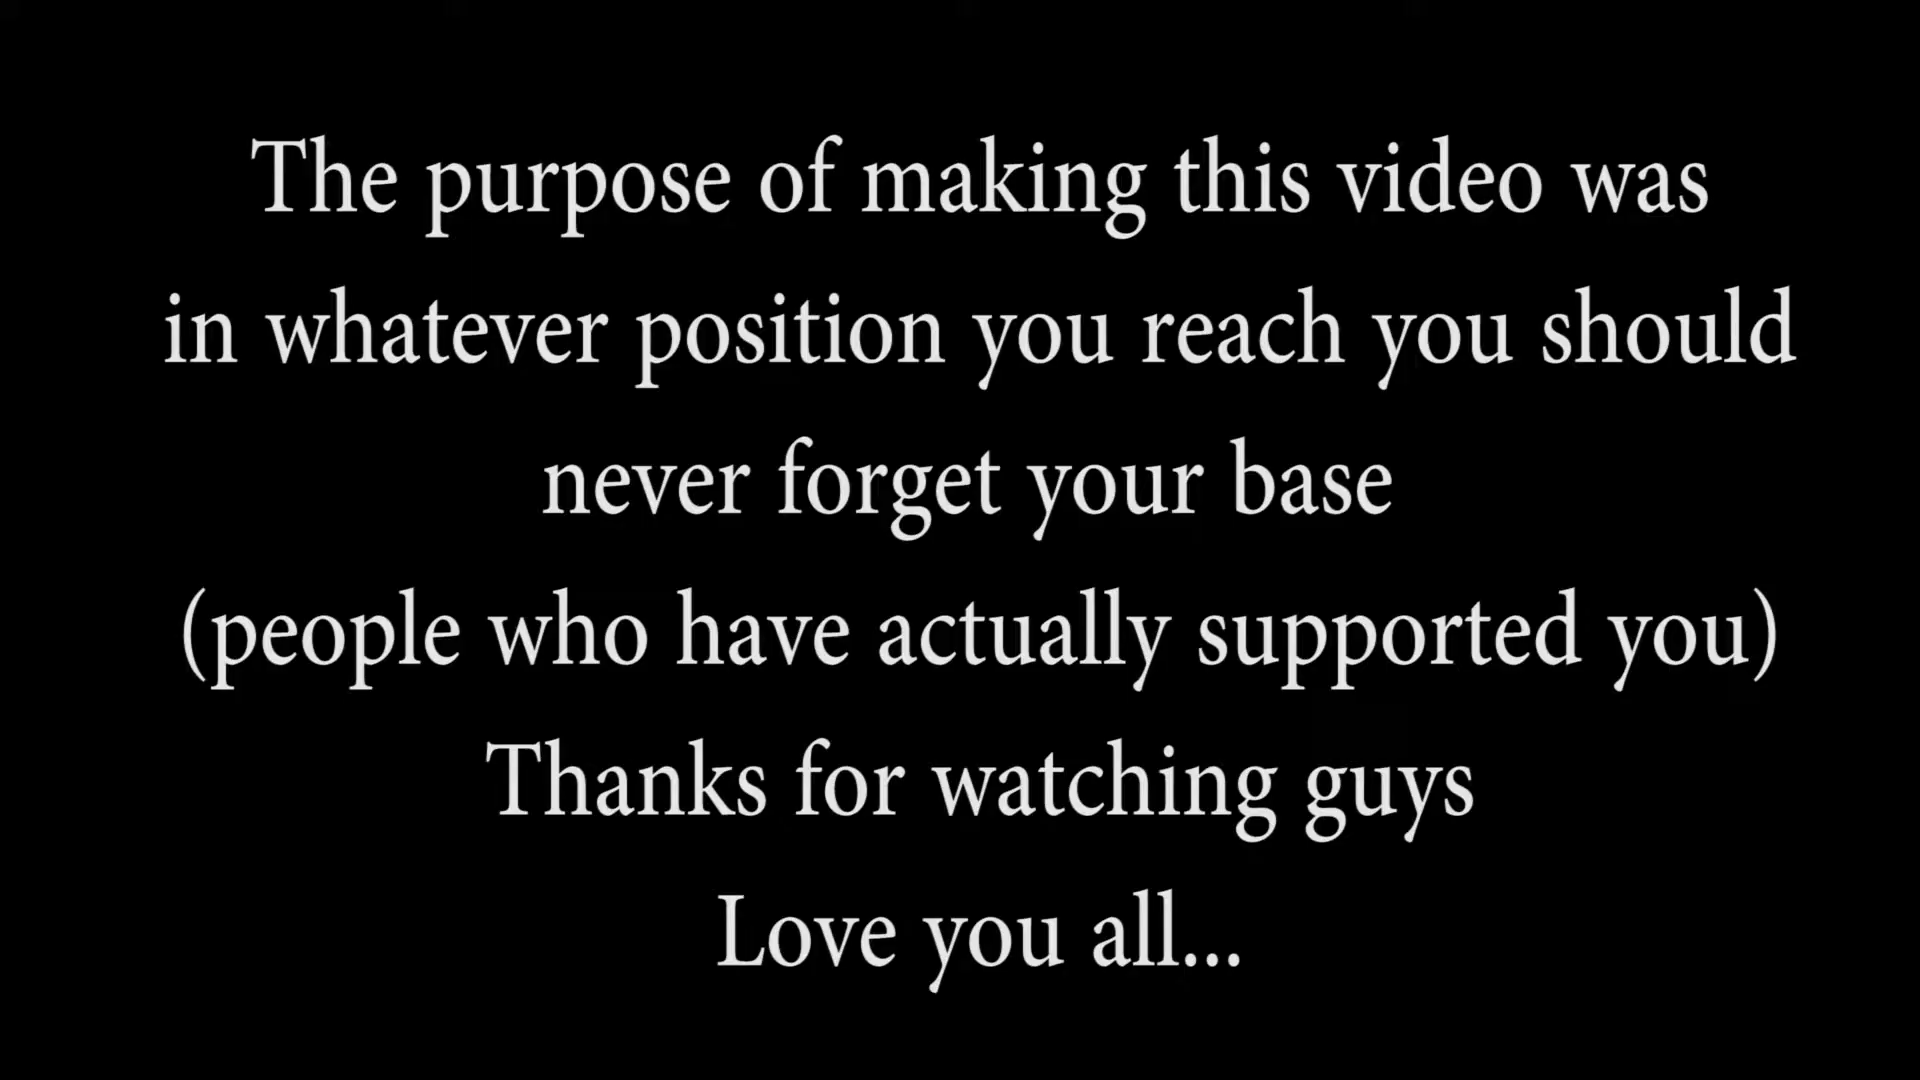 The purpose of making this video was
in whatever position you reach you should
never forget your base
(people who have actually supported you)
Thanks for watching guys
Love you all...